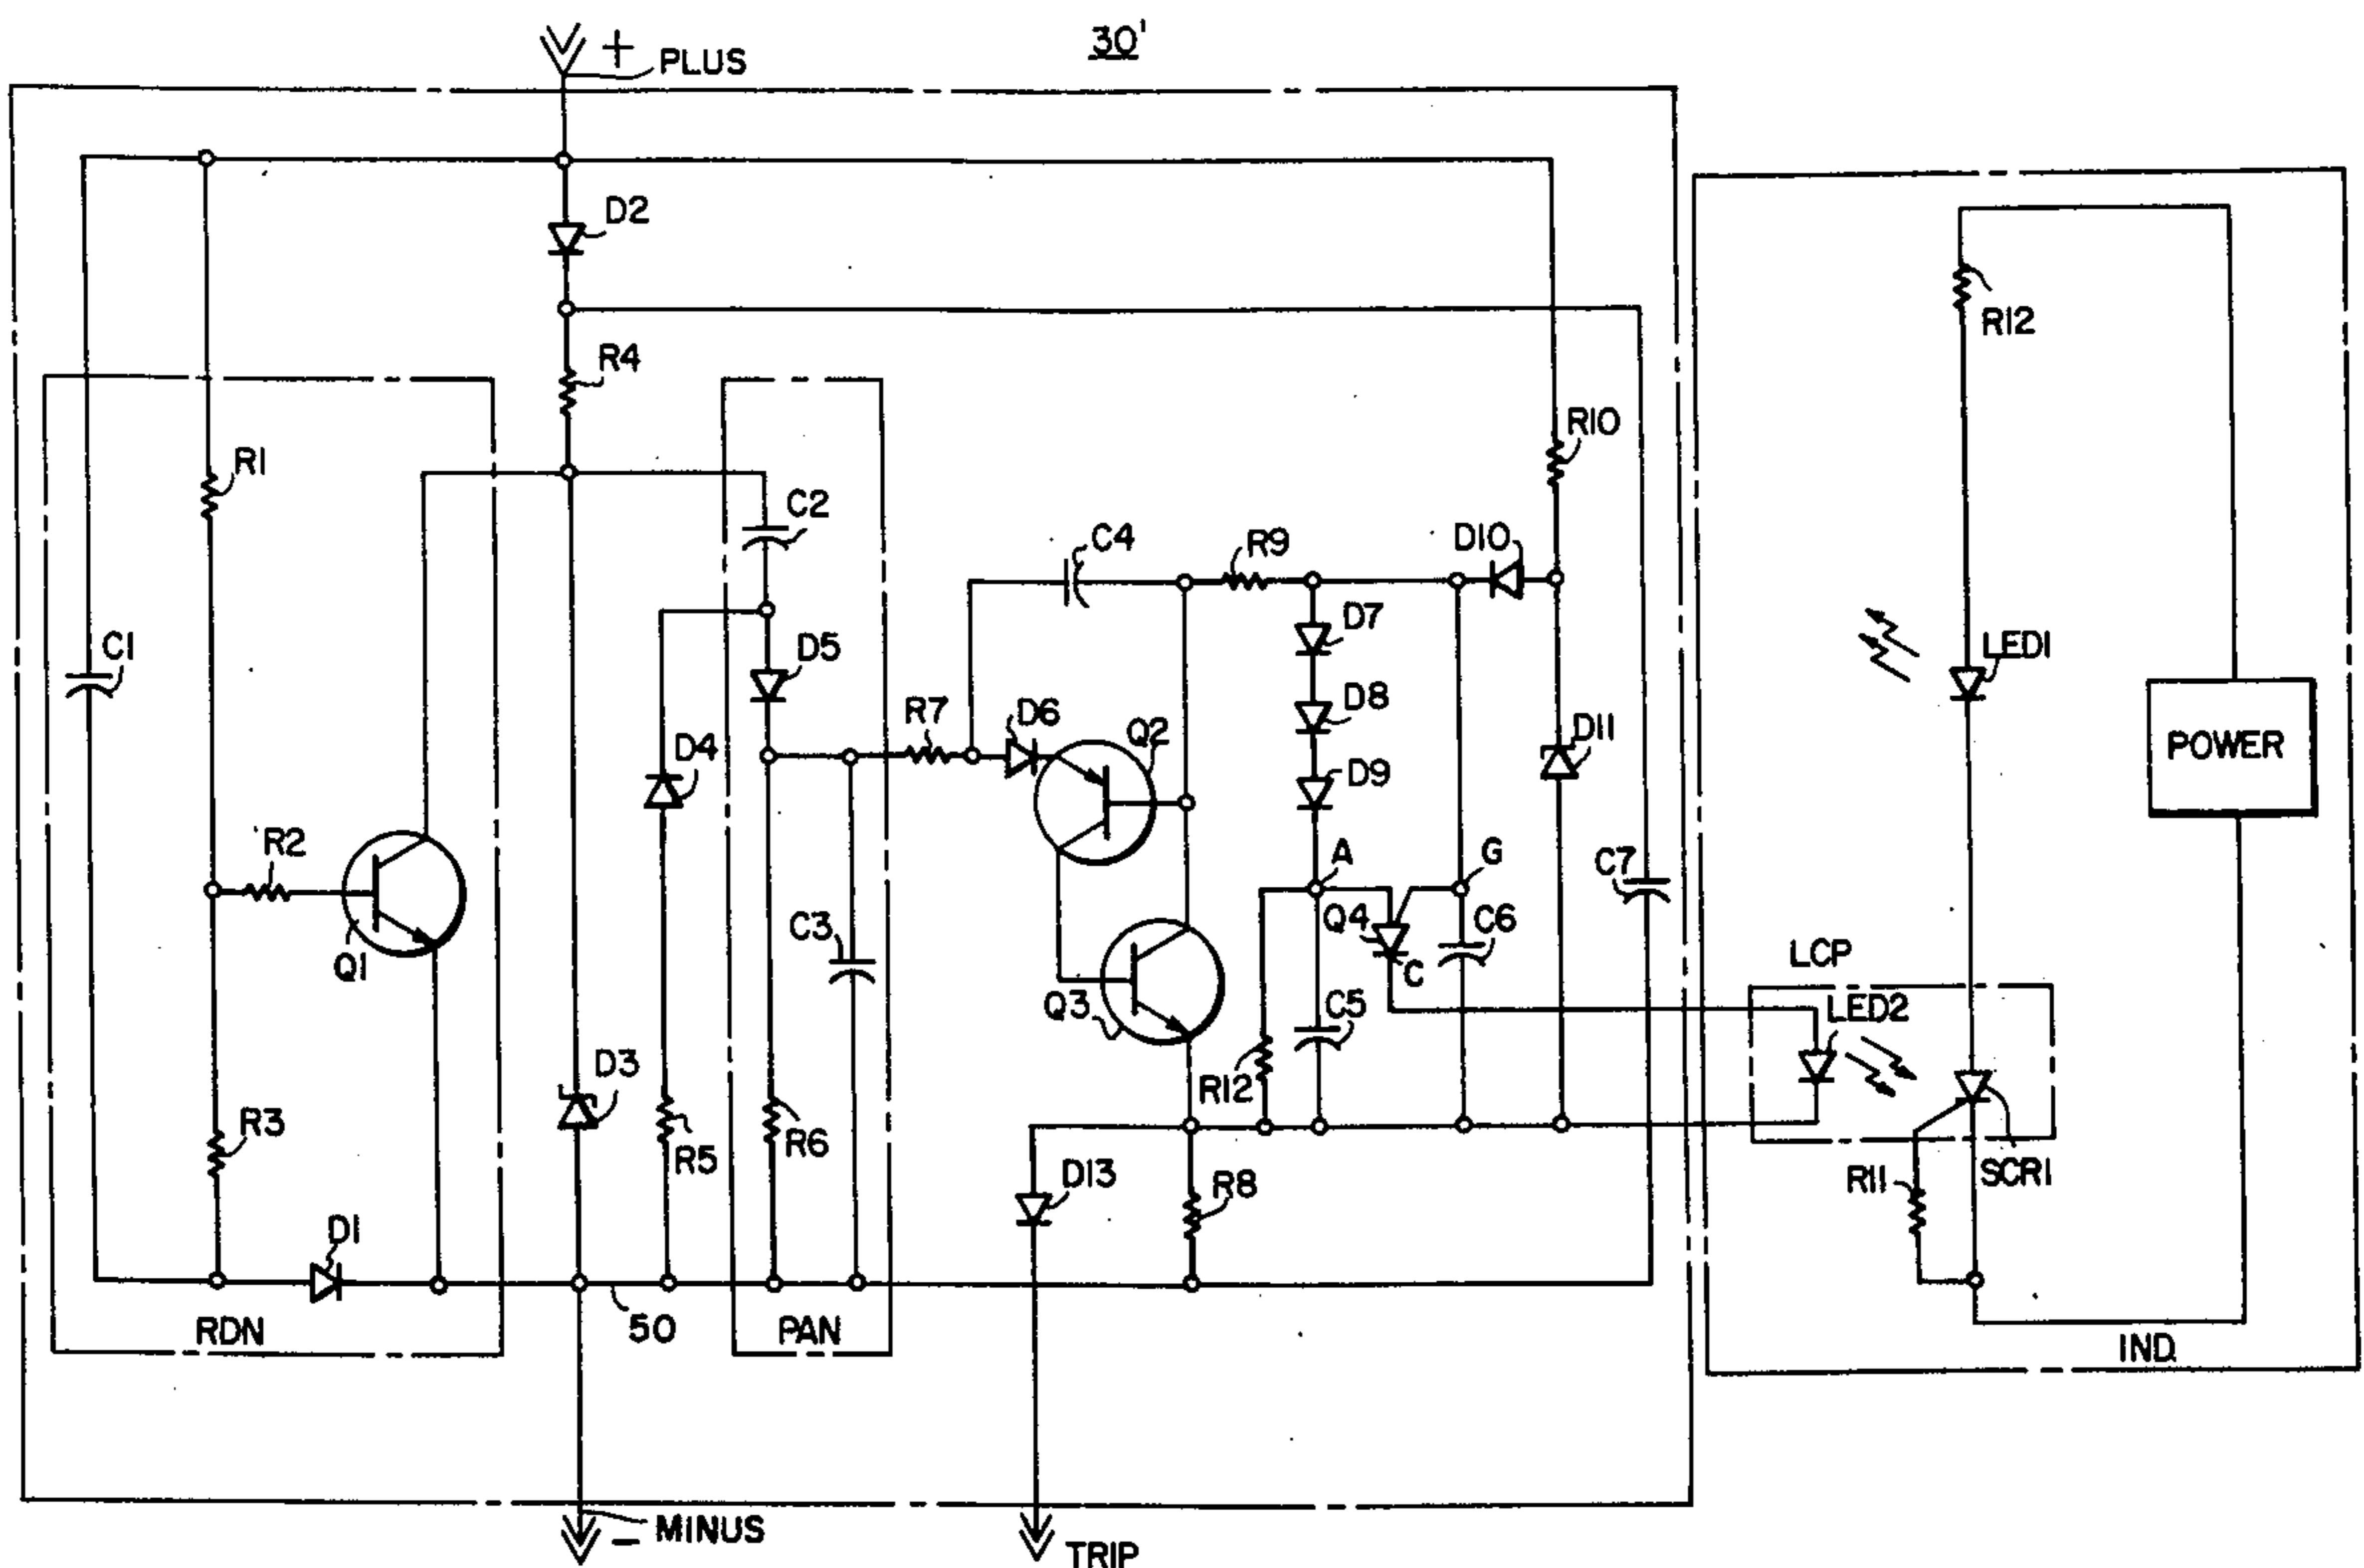 30'
+ PLUS
D2
R12
R4
R10
R1
C2
C4
R9
D10
D7
LED1
C1
D5
D8
R7
D6
Q2
D4
D11
POWER
D9
R2
A
G
C7
C3
Q4
C6
LCP
Q1
C
Q3
C5
LED2
D3
R12
R3
R6
R5
D13
R8
R11
SCR1
D1
RDN
50
PAN
IND.
- MINUS
TRIP